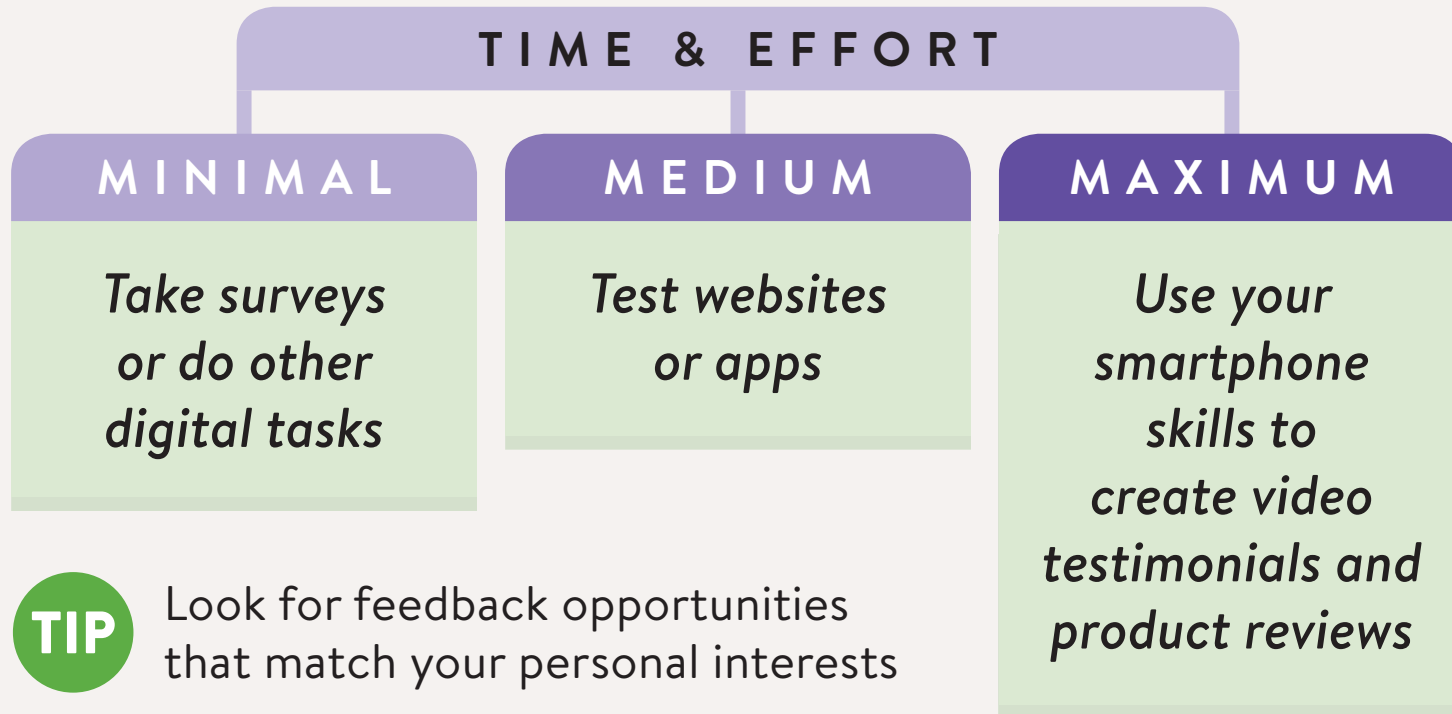 TIME & EFFORT
MINIMAL
Take surveys
or do other
digital tasks
MEDIUM
Test websites
or apps
MAXIMUM
Use your
smartphone
skills to
create video
testimonials and
product reviews
TIP
Look for feedback opportunities
that match your personal interests